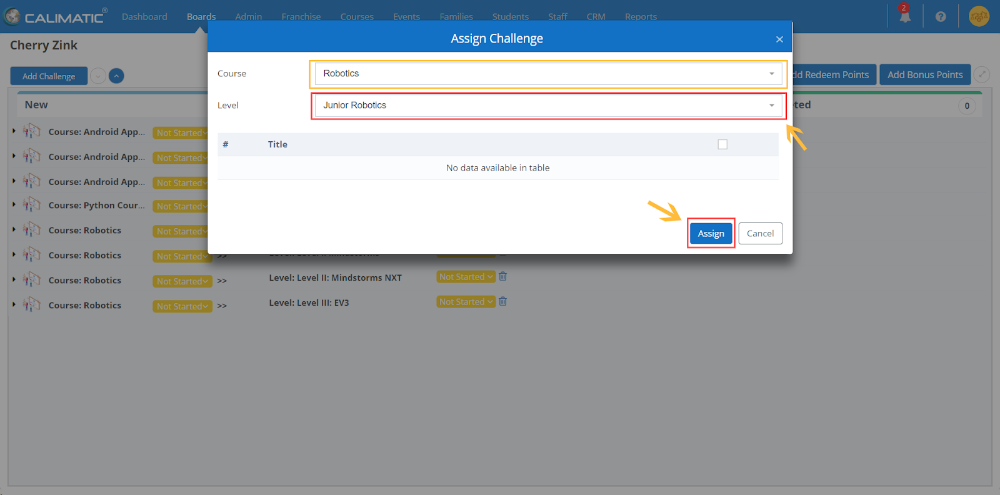 CALIMATIC® Dashboard Boards Admin Franchise Courses Events Families Students Staff CRM Reports 2 ?
Cherry Zink
Assign Challenge ×
Add Challenge
Course Robotics
dd Redeem Points Add Bonus Points
Level Junior Robotics
New
ted 0
Course: Android App... Not Started
# Title
Course: Android App... Not Started
No data available in table
Course: Android App... Not Started
Course: Python Cour... Not Started
Course: Robotics Not Started
Assign Cancel
Course: Robotics Not Started >>
Course: Robotics Not Started >> Level: Level II: Mindstorms NXT Not Started
Course: Robotics Not Started >> Level: Level III: EV3 Not Started